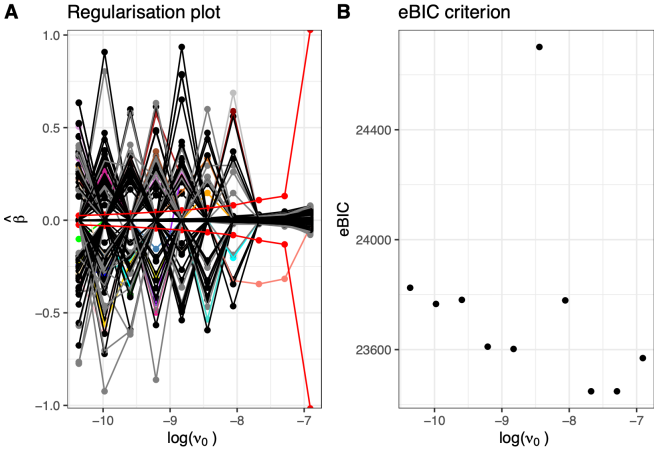 A Regularisation plot
1.0
0.5
0.0
−0.5
−1.0
β̂
−10 −9 −8 −7
log(ν0)
B eBIC criterion
24400
24000
23600
eBIC
−10 −9 −8 −7
log(ν0)